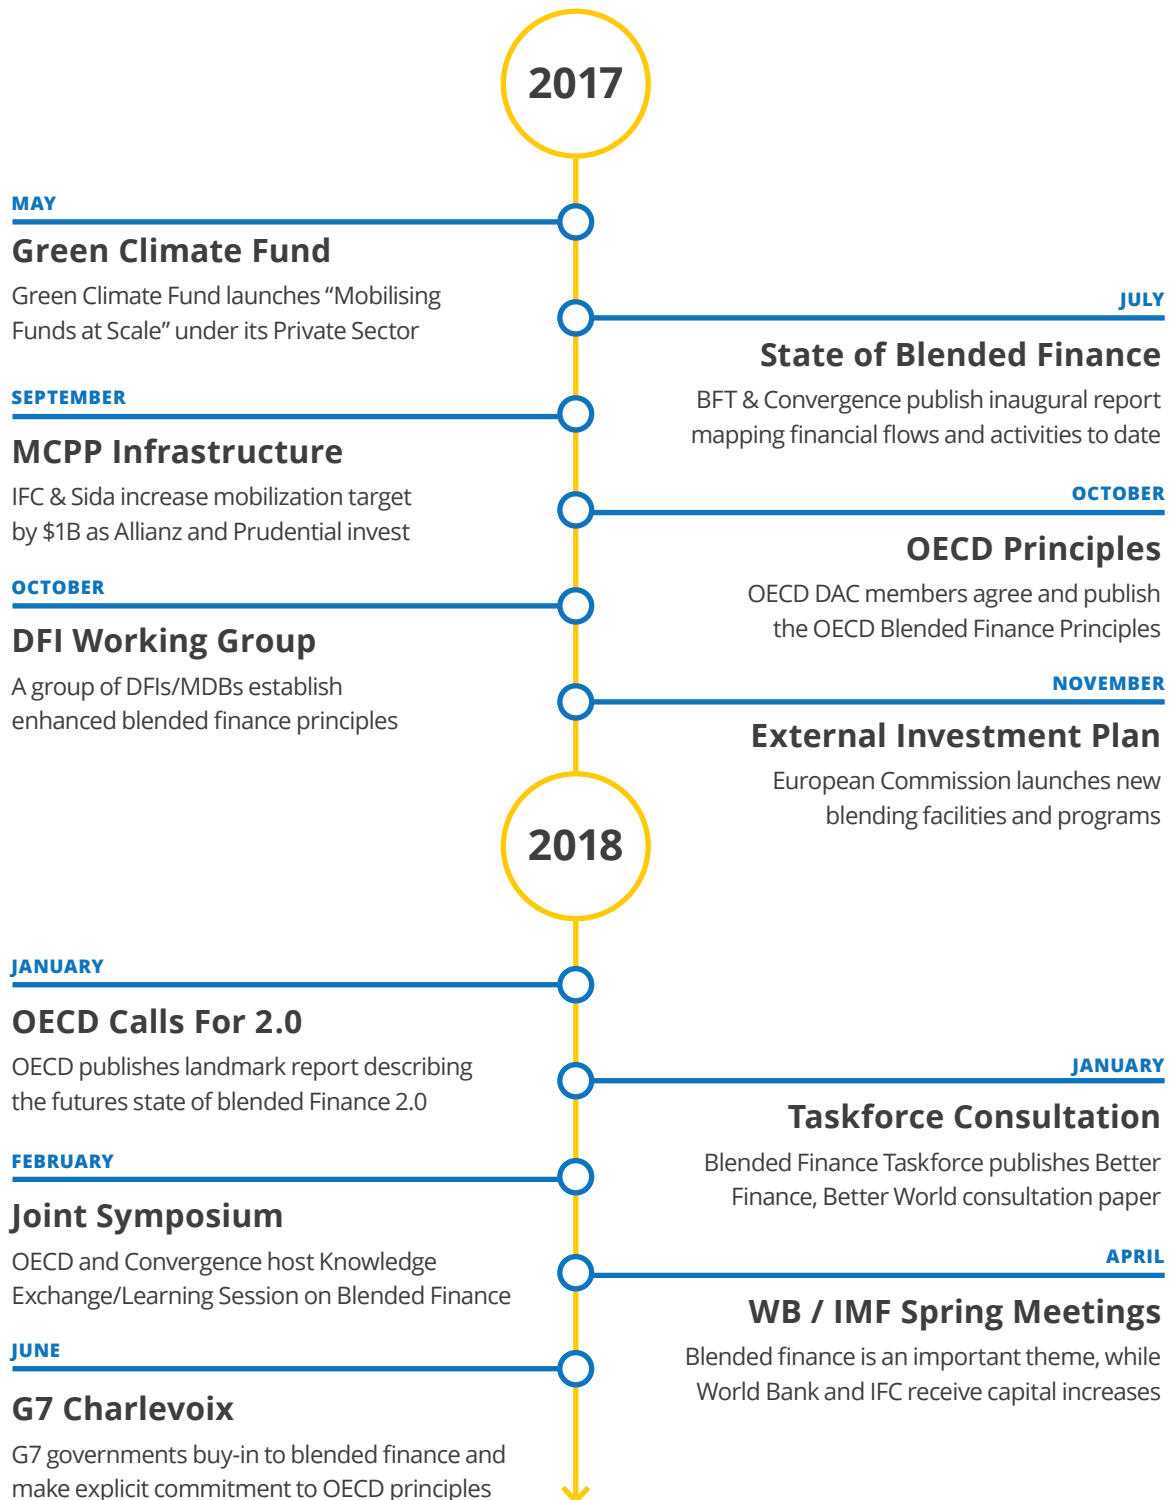 2017
MAY
Green Climate Fund
Green Climate Fund launches “Mobilising
Funds at Scale” under its Private Sector
JULY
State of Blended Finance
BFT & Convergence publish inaugural report
mapping financial flows and activities to date
SEPTEMBER
MCPP Infrastructure
IFC & Sida increase mobilization target
by $1B as Allianz and Prudential invest
OCTOBER
OECD Principles
OECD DAC members agree and publish
the OECD Blended Finance Principles
OCTOBER
DFI Working Group
A group of DFIs/MDBs establish
enhanced blended finance principles
NOVEMBER
External Investment Plan
European Commission launches new
blending facilities and programs
2018
JANUARY
OECD Calls For 2.0
OECD publishes landmark report describing
the futures state of blended Finance 2.0
JANUARY
Taskforce Consultation
Blended Finance Taskforce publishes Better
Finance, Better World consultation paper
FEBRUARY
Joint Symposium
OECD and Convergence host Knowledge
Exchange/Learning Session on Blended Finance
APRIL
WB / IMF Spring Meetings
Blended finance is an important theme, while
World Bank and IFC receive capital increases
JUNE
G7 Charlevoix
G7 governments buy-in to blended finance and
make explicit commitment to OECD principles